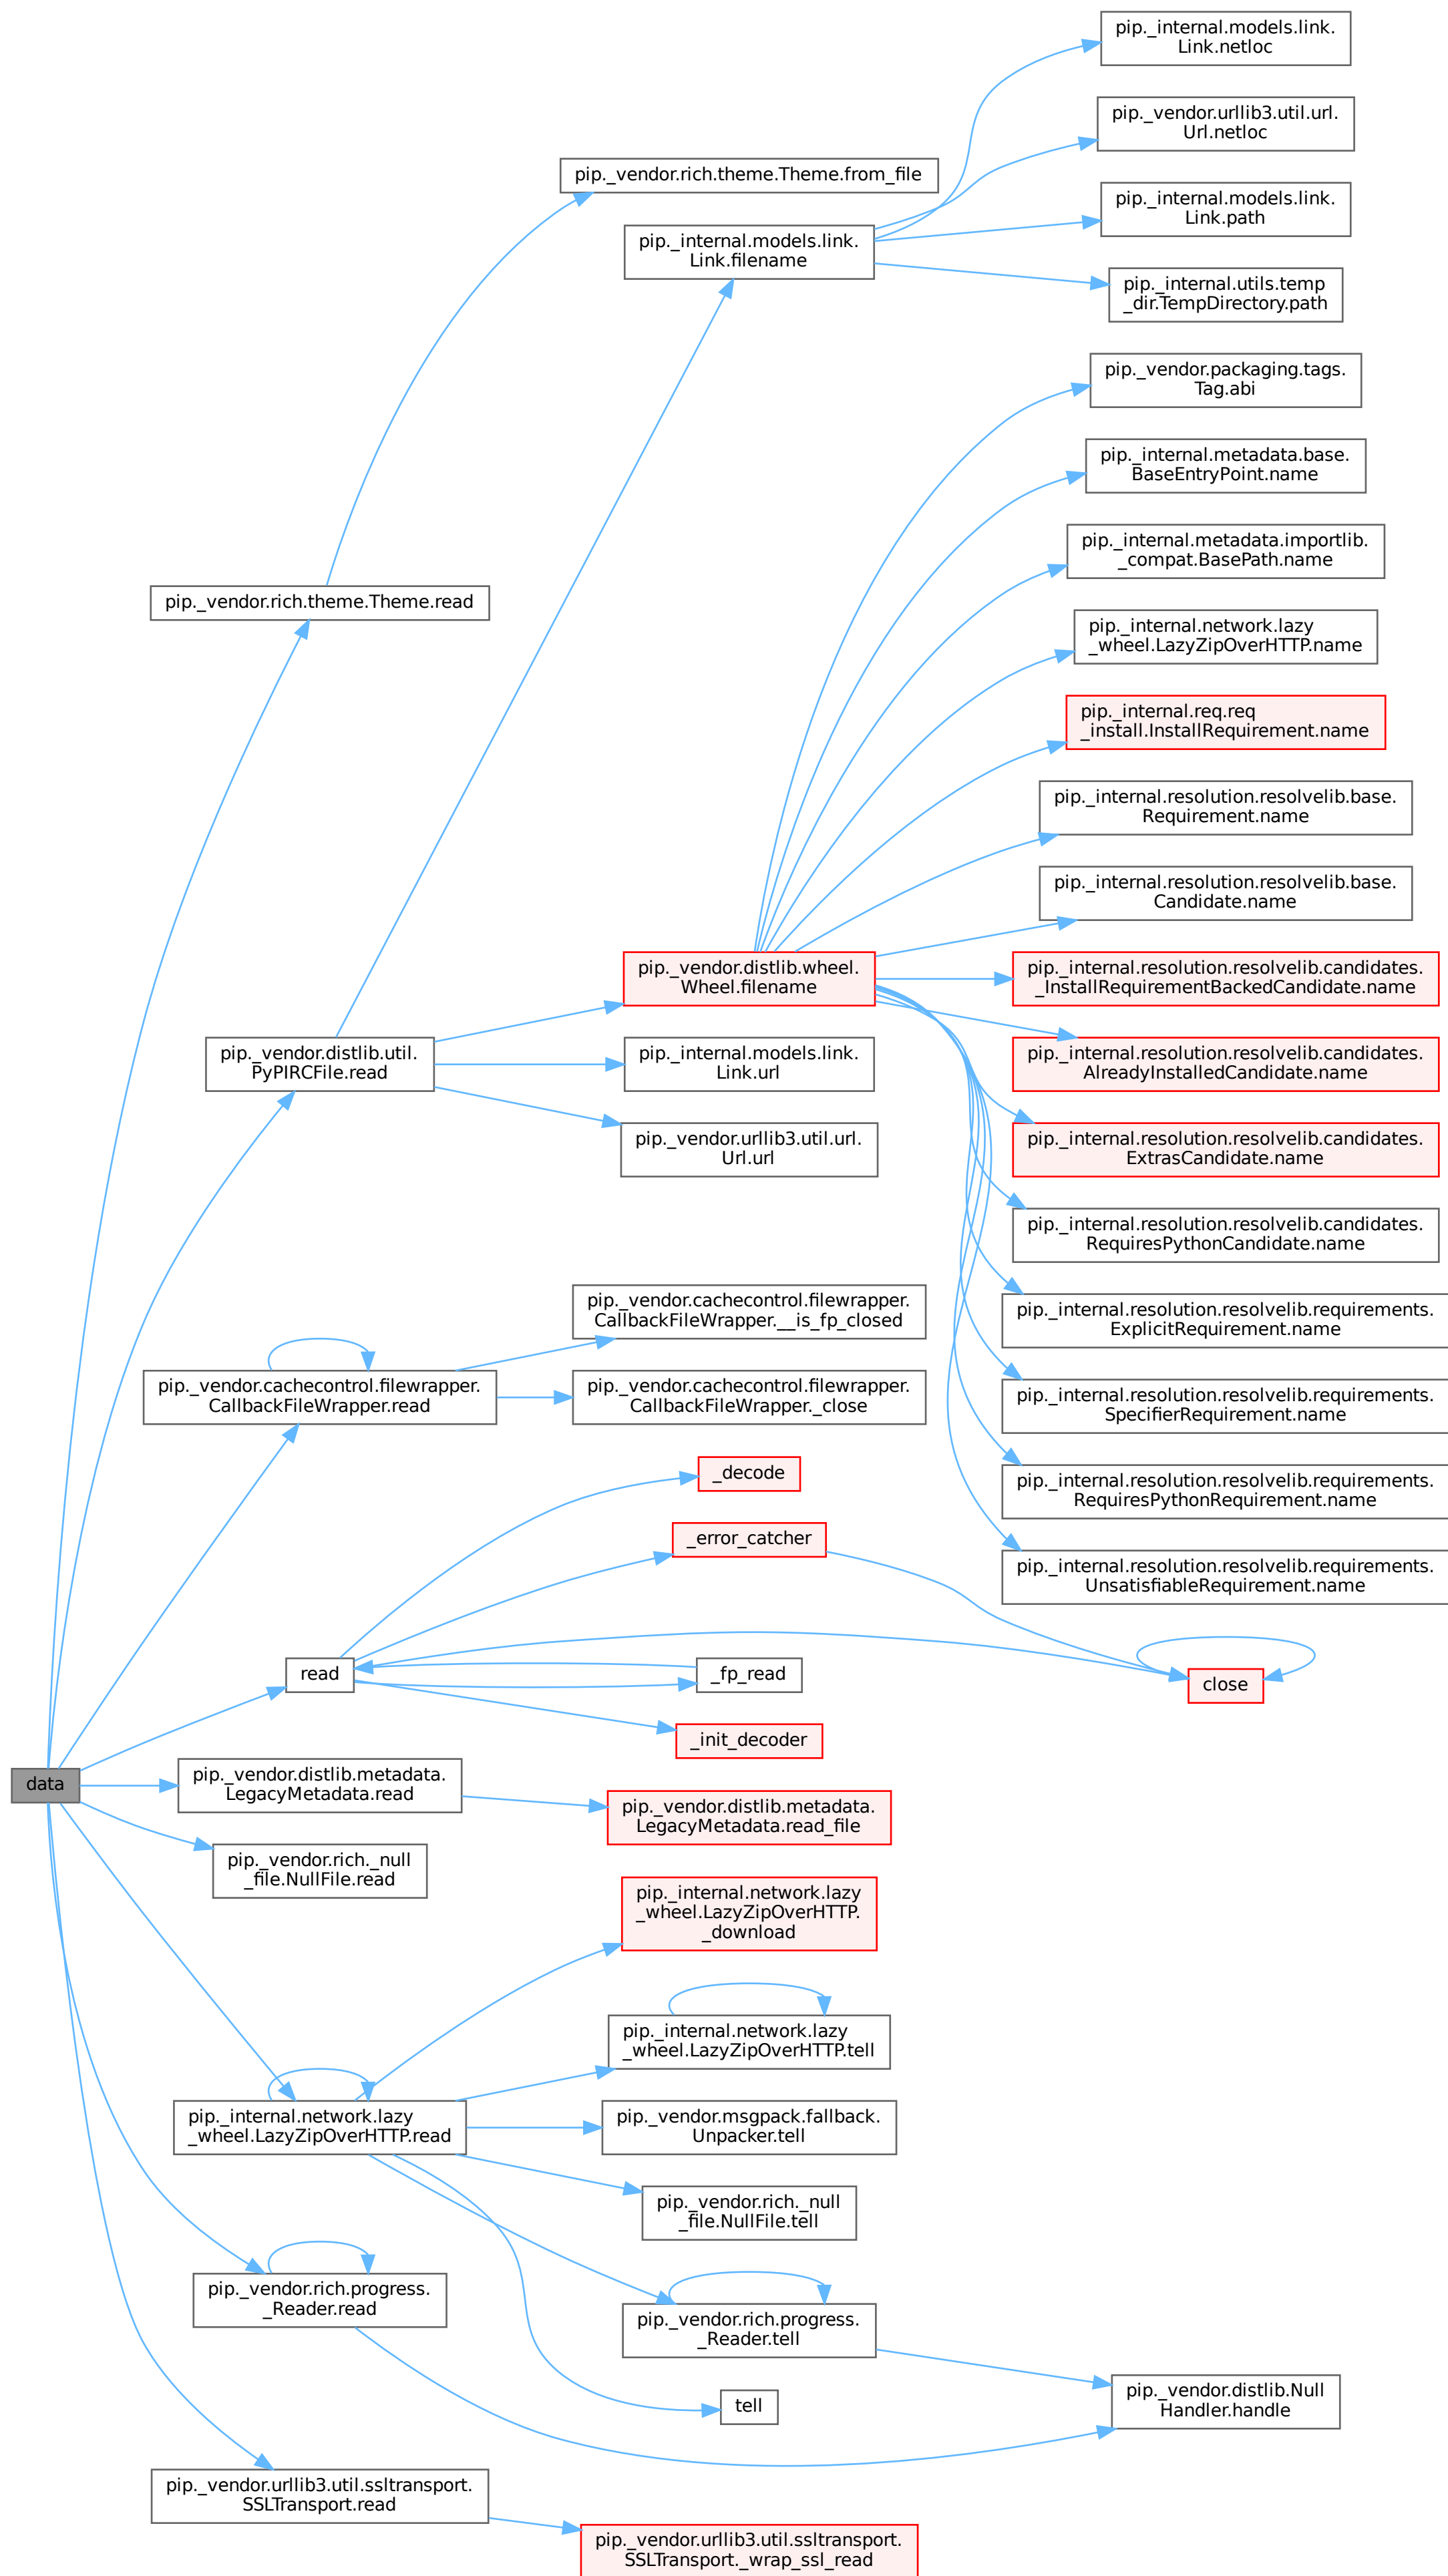 pip._internal.models.link.
Link.netloc
pip._vendor.urllib3.util.url.
Url.netloc
pip._vendor.rich.theme.Theme.from_file
pip._internal.models.link.
Link.path
pip._internal.models.link.
Link.filename
pip._internal.utils.temp
_dir.TempDirectory.path
pip._vendor.packaging.tags.
Tag.abi
pip._internal.metadata.base.
BaseEntryPoint.name
pip._internal.metadata.importlib.
_compat.BasePath.name
pip._vendor.rich.theme.Theme.read
pip._internal.network.lazy
_wheel.LazyZipOverHTTP.name
pip._internal.req.req
_install.InstallRequirement.name
pip._internal.resolution.resolvelib.base.
Requirement.name
pip._internal.resolution.resolvelib.base.
Candidate.name
pip._vendor.distlib.wheel.
Wheel.filename
pip._internal.resolution.resolvelib.candidates.
_InstallRequirementBackedCandidate.name
pip._vendor.distlib.util.
PyPIRCFile.read
pip._internal.models.link.
Link.url
pip._internal.resolution.resolvelib.candidates.
AlreadyInstalledCandidate.name
pip._vendor.urllib3.util.url.
Url.url
pip._internal.resolution.resolvelib.candidates.
ExtrasCandidate.name
pip._internal.resolution.resolvelib.candidates.
RequiresPythonCandidate.name
pip._vendor.cachecontrol.filewrapper.
CallbackFileWrapper.__is_fp_closed
pip._internal.resolution.resolvelib.requirements.
ExplicitRequirement.name
pip._vendor.cachecontrol.filewrapper.
CallbackFileWrapper.read
pip._vendor.cachecontrol.filewrapper.
CallbackFileWrapper._close
pip._internal.resolution.resolvelib.requirements.
SpecifierRequirement.name
_decode
pip._internal.resolution.resolvelib.requirements.
RequiresPythonRequirement.name
_error_catcher
pip._internal.resolution.resolvelib.requirements.
UnsatisfiableRequirement.name
read
_fp_read
close
_init_decoder
data
pip._vendor.distlib.metadata.
LegacyMetadata.read
pip._vendor.distlib.metadata.
LegacyMetadata.read_file
pip._vendor.rich._null
_file.NullFile.read
pip._internal.network.lazy
_wheel.LazyZipOverHTTP.
_download
pip._internal.network.lazy
_wheel.LazyZipOverHTTP.tell
pip._internal.network.lazy
_wheel.LazyZipOverHTTP.read
pip._vendor.msgpack.fallback.
Unpacker.tell
pip._vendor.rich._null
_file.NullFile.tell
pip._vendor.rich.progress.
_Reader.read
pip._vendor.rich.progress.
_Reader.tell
tell
pip._vendor.distlib.Null
Handler.handle
pip._vendor.urllib3.util.ssltransport.
SSLTransport.read
pip._vendor.urllib3.util.ssltransport.
SSLTransport._wrap_ssl_read